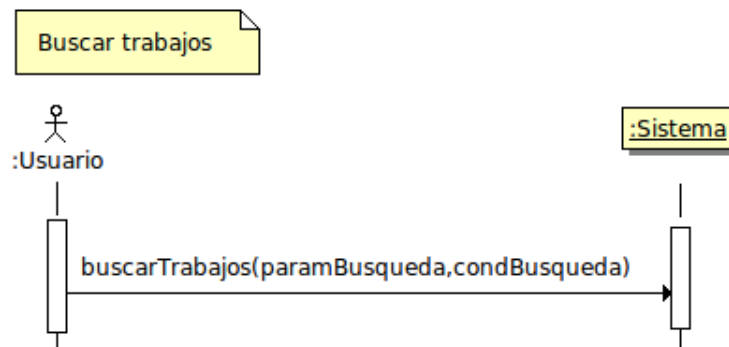 Buscar trabajos
:Usuario
:Sistema
buscarTrabajos(paramBusqueda,condBusqueda)